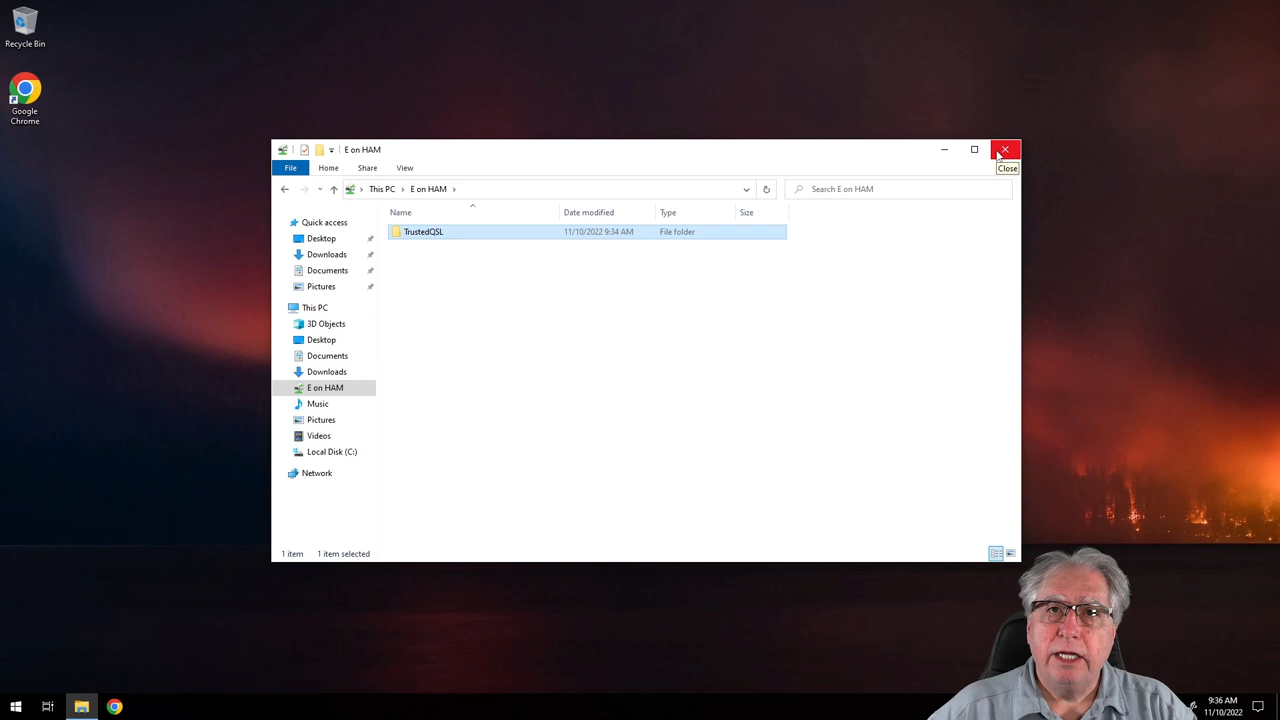 Recycle Bin
Google
Chrome
E on HAM
Close
File Home Share View
This PC E on HAM
Search E on HAM
Name Date modified Type Size
TrustedQSL 11/10/2022 9:34 AM File folder
Quick access
Desktop
Downloads
Documents
Pictures
This PC
3D Objects
Desktop
Documents
Downloads
E on HAM
Music
Pictures
Videos
Local Disk (C:)
Network
1 item 1 item selected
9:36 AM
11/10/2022